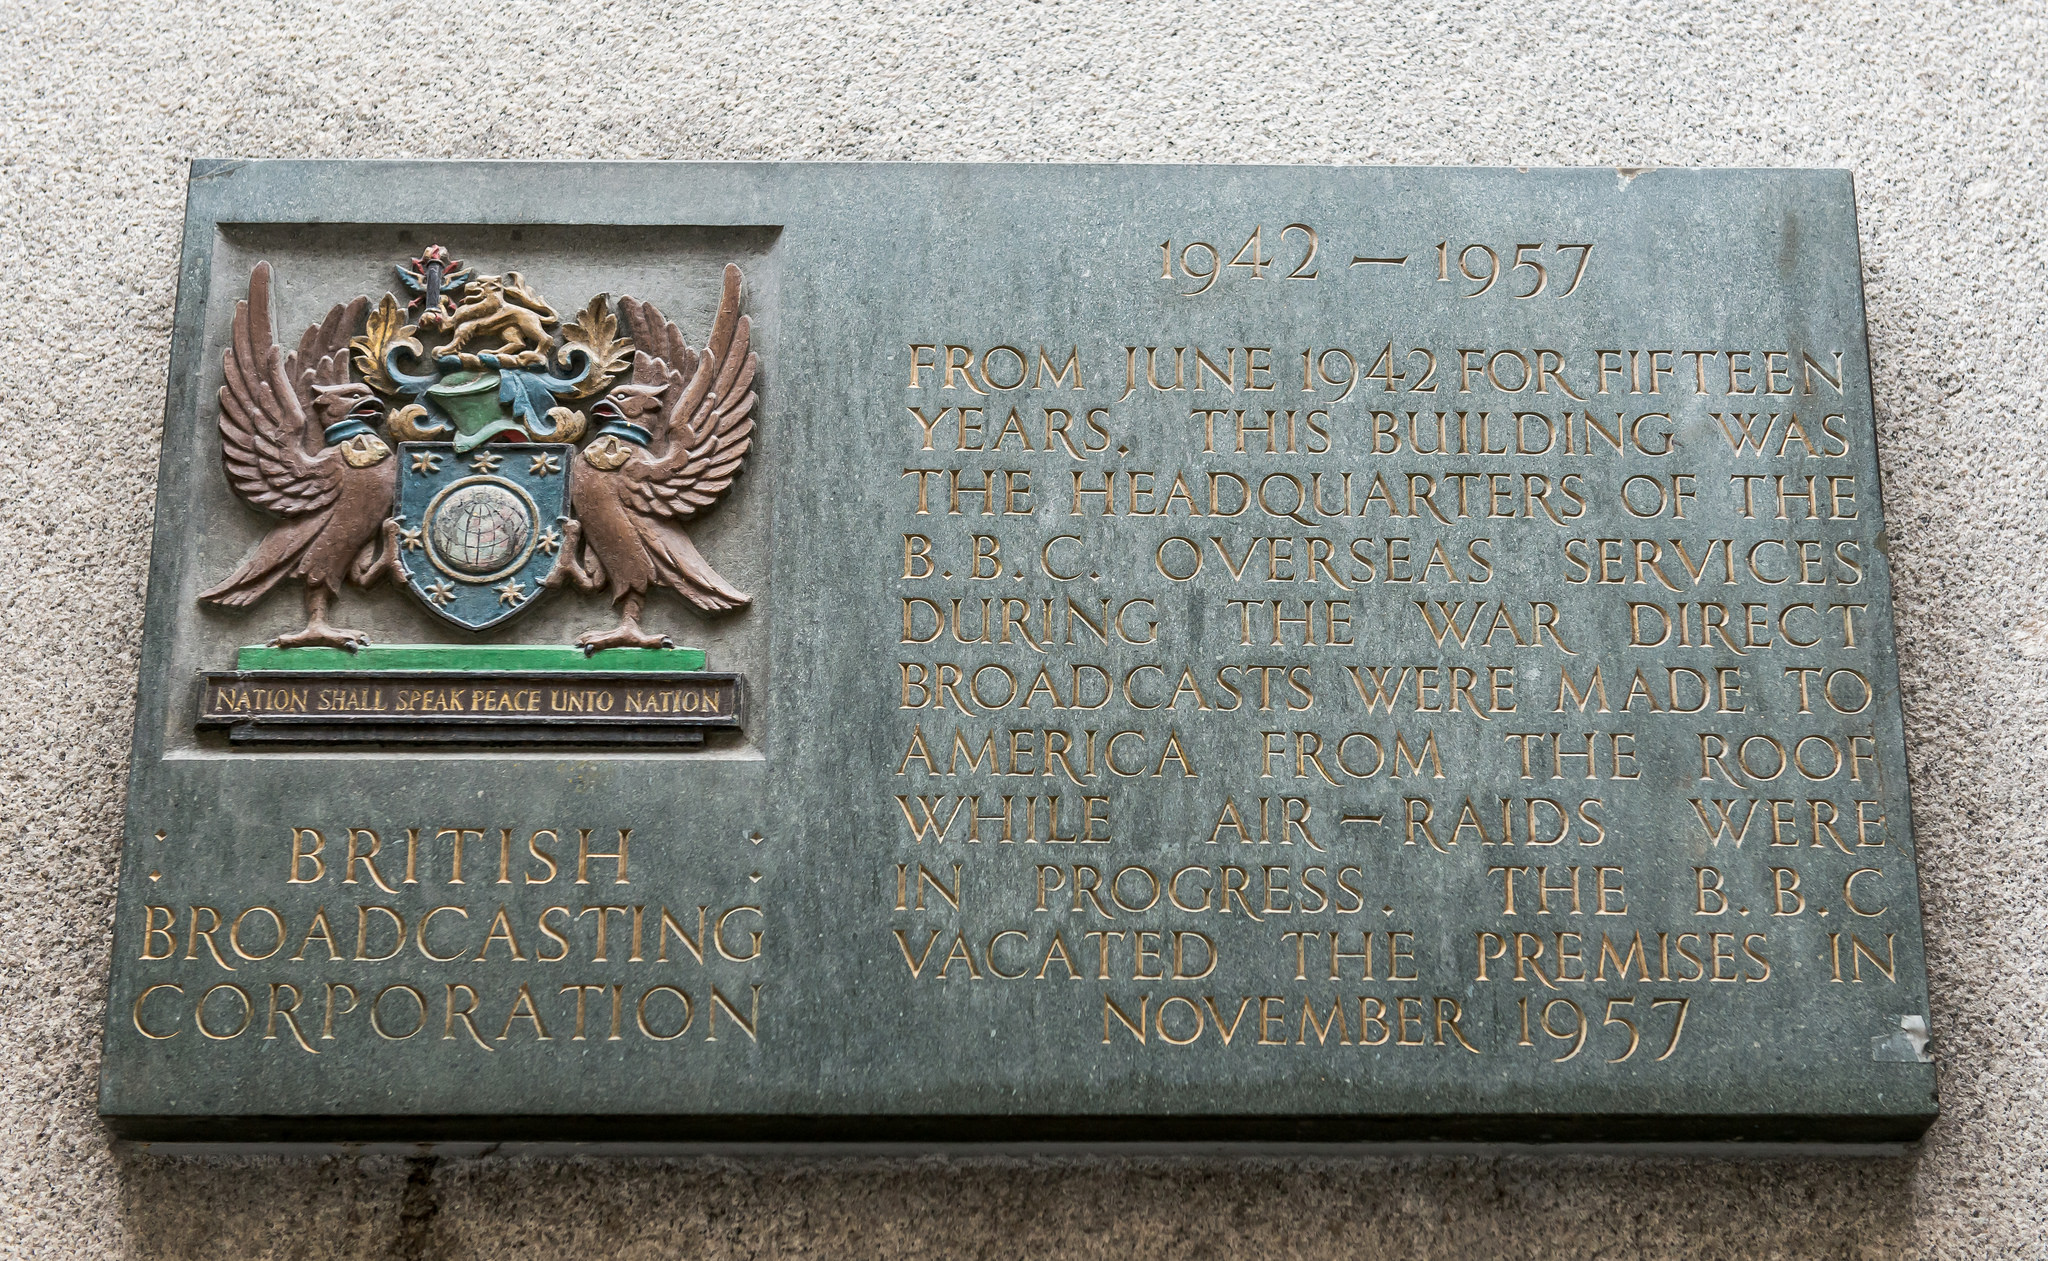 NATION SHALL SPEAK PEACE UNTO NATION
: BRITISH :
BROADCASTING
CORPORATION
1942 – 1957
FROM JUNE 1942 FOR FIFTEEN
YEARS. THIS BUILDING WAS
THE HEADQUARTERS OF THE
B.B.C. OVERSEAS SERVICES
DURING THE WAR DIRECT
BROADCASTS WERE MADE TO
AMERICA FROM THE ROOF
WHILE AIR–RAIDS WERE
IN PROGRESS. THE B.B.C
VACATED THE PREMISES IN
NOVEMBER 1957